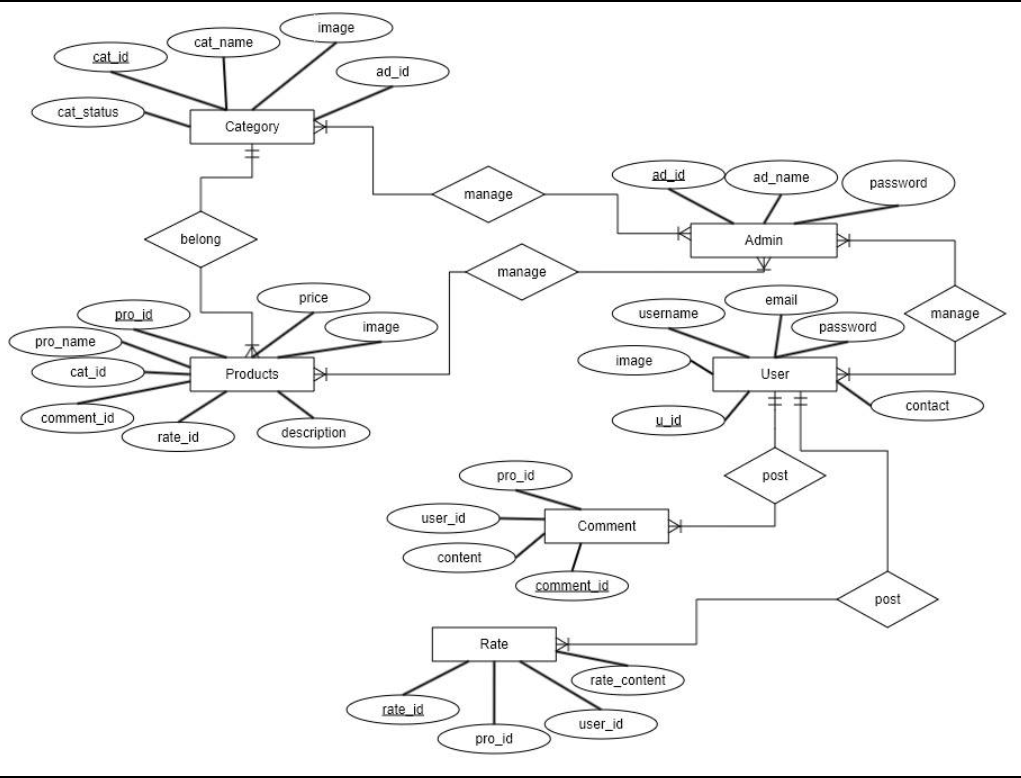 image
cat_name
cat_id
ad_id
cat_status
Category
ad_id
ad_name
password
manage
belong
Admin
manage
price
email
pro_id
username
manage
image
password
pro_name
image
cat_id
Products
User
comment_id
contact
rate_id
description
u_id
pro_id
post
user_id
Comment
content
comment_id
post
Rate
rate_content
rate_id
user_id
pro_id